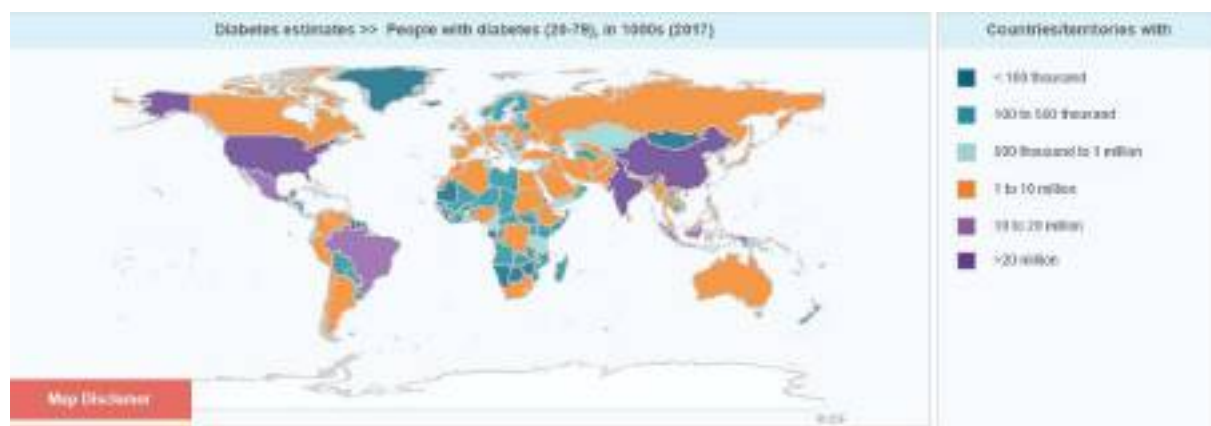 Diabetes estimates >> People with diabetes (20-79), in 1000s (2017)
Countries/territories with
< 100 thousand
100 to 500 thousand
500 thousand to 1 million
1 to 10 million
10 to 20 million
>20 million
Map Disclaimer